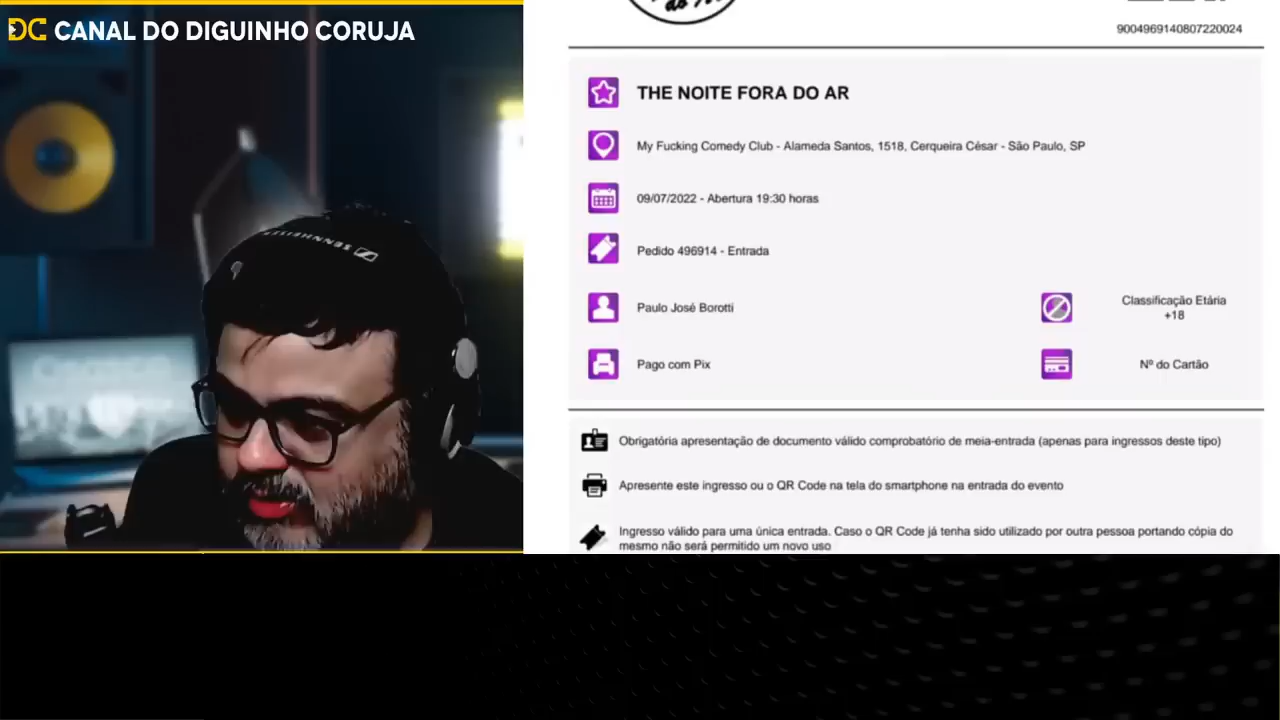 DC CANAL DO DIGUINHO CORUJA
SENNHEISER
9004969140807220024
THE NOITE FORA DO AR
My Fucking Comedy Club - Alameda Santos, 1518, Cerqueira César - São Paulo, SP
09/07/2022 - Abertura 19:30 horas
Pedido 496914 - Entrada
Paulo José Borotti
Classificação Etária
+18
Pago com Pix
Nº do Cartão
Obrigatória apresentação de documento válido comprobatório de meia-entrada (apenas para ingressos deste tipo)
Apresente este ingresso ou o QR Code na tela do smartphone na entrada do evento
Ingresso válido para uma única entrada. Caso o QR Code já tenha sido utilizado por outra pessoa portando cópia do
mesmo não será permitido um novo uso